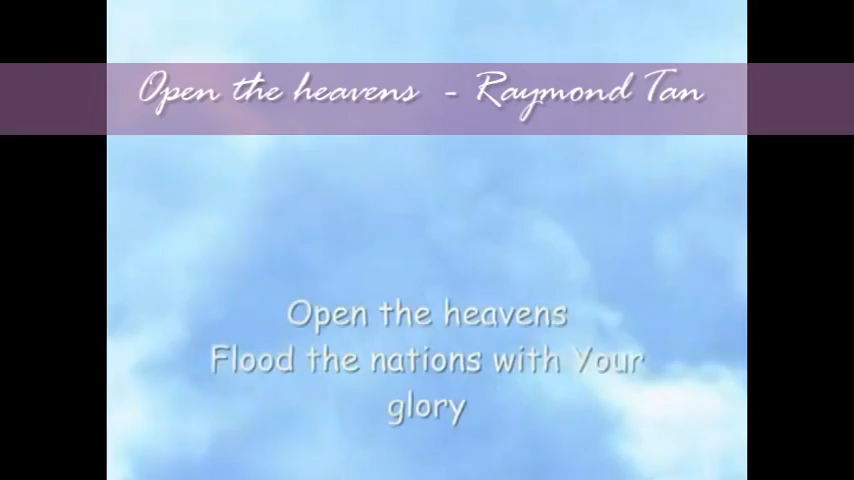 Open the heavens - Raymond Tan
Open the heavens
Flood the nations with Your
glory